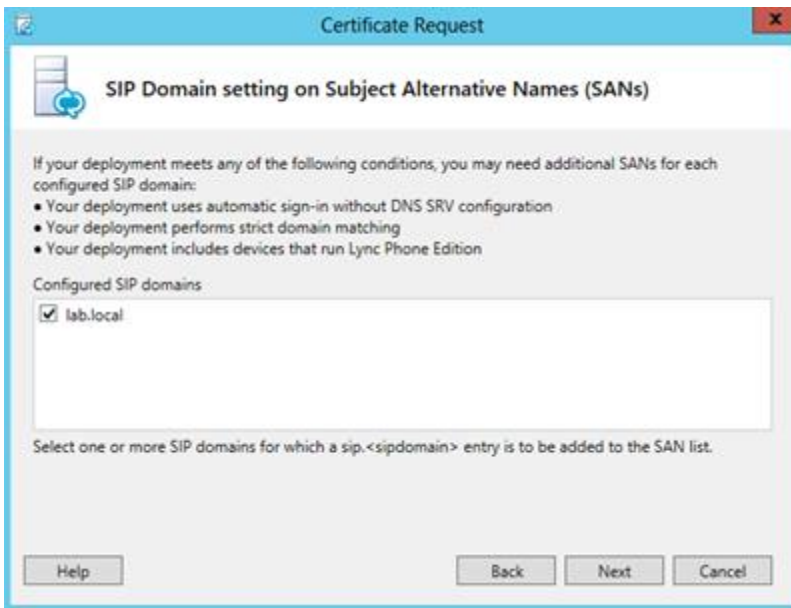 Certificate Request
x
SIP Domain setting on Subject Alternative Names (SANs)
If your deployment meets any of the following conditions, you may need additional SANs for each
configured SIP domain:
• Your deployment uses automatic sign-in without DNS SRV configuration
• Your deployment performs strict domain matching
• Your deployment includes devices that run Lync Phone Edition
Configured SIP domains
lab.local
Select one or more SIP domains for which a sip.<sipdomain> entry is to be added to the SAN list.
Help
Back
Next
Cancel